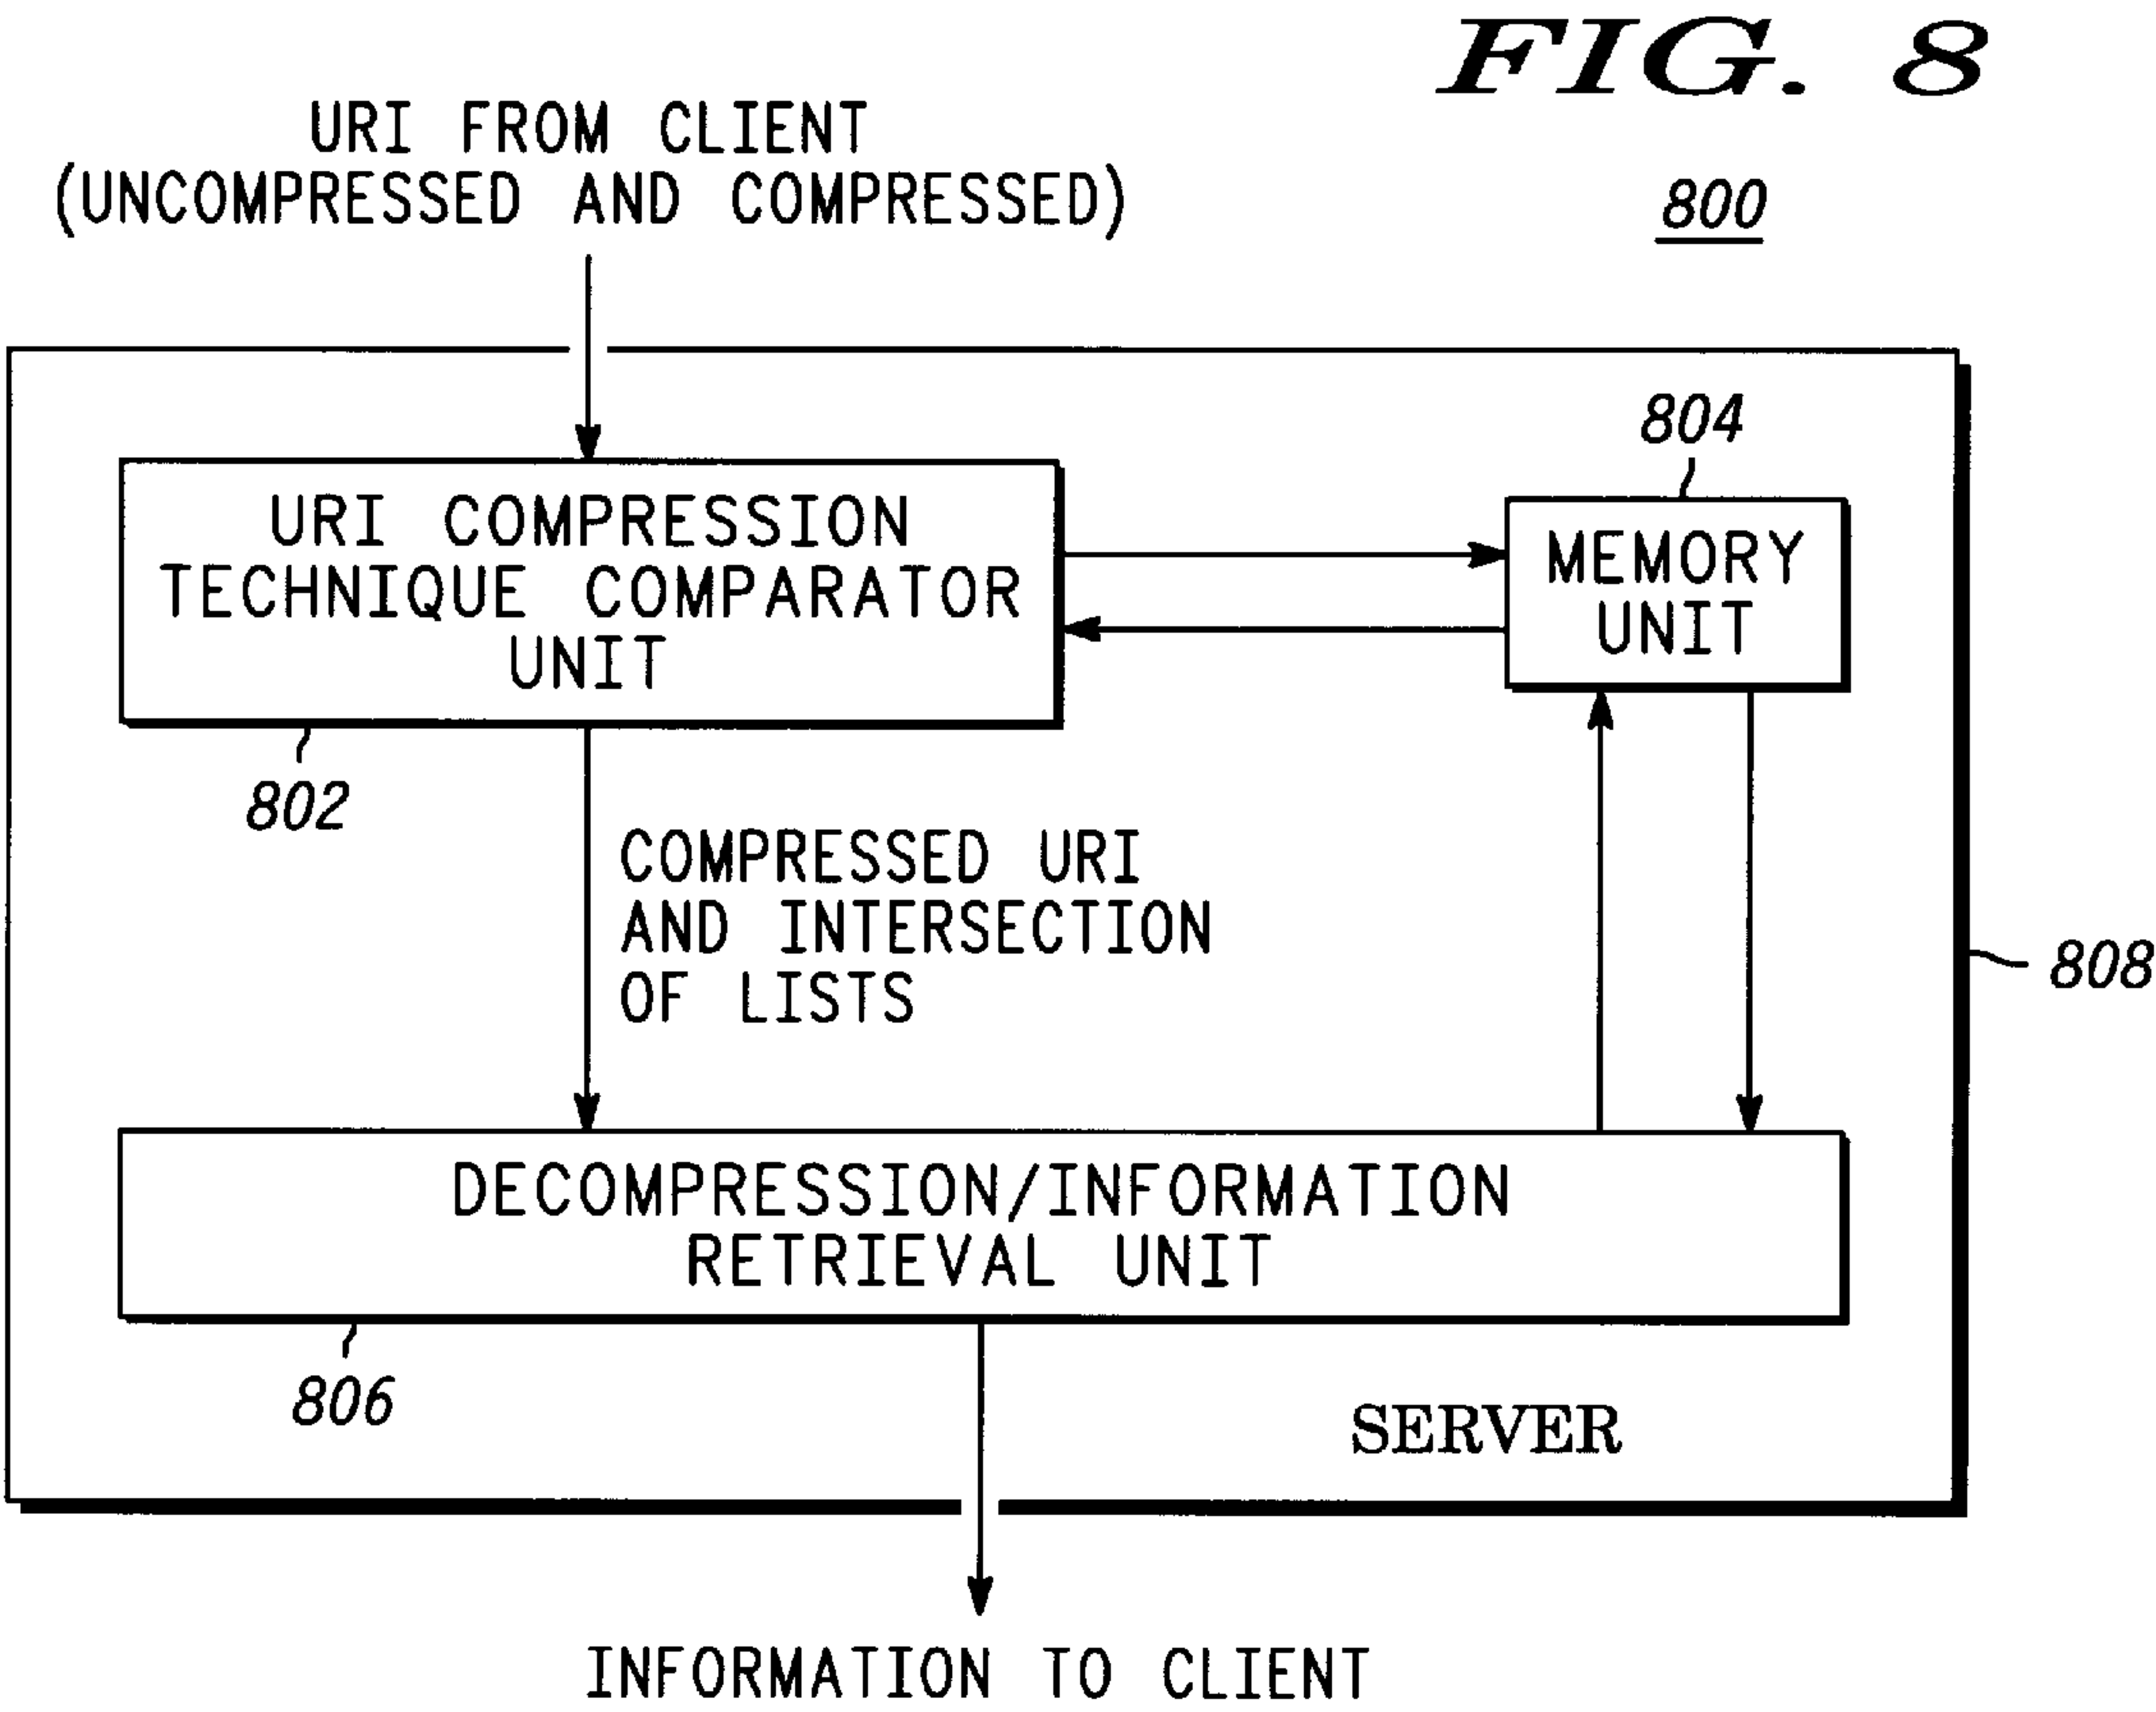 FIG. 8
URI FROM CLIENT
(UNCOMPRESSED AND COMPRESSED)
800
804
URI COMPRESSION
TECHNIQUE COMPARATOR
UNIT
MEMORY
UNIT
802
COMPRESSED URI
AND INTERSECTION
OF LISTS
808
DECOMPRESSION/INFORMATION
RETRIEVAL UNIT
806
SERVER
INFORMATION TO CLIENT